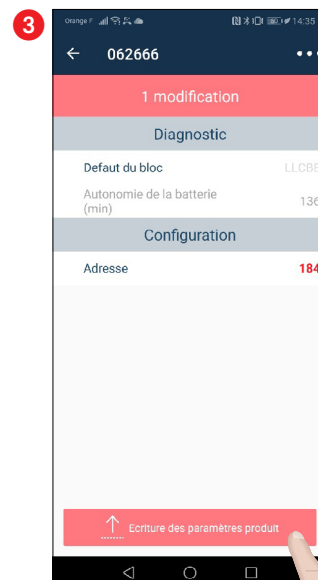 3
Orange F 14:35
062666
1 modification
Diagnostic
Defaut du bloc LLCBE
Autonomie de la batterie
(min) 136
Configuration
Adresse 184
Ecriture des paramètres produit